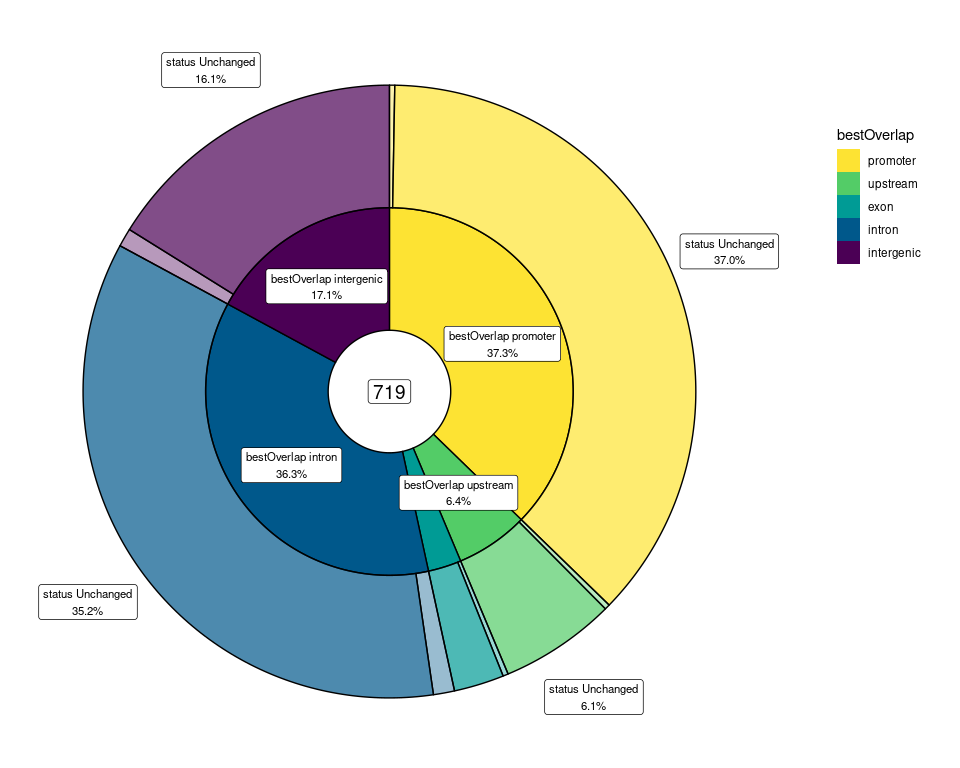 status Unchanged
16.1%
bestOverlap
promoter
upstream
exon
intron
intergenic
status Unchanged
37.0%
bestOverlap intergenic
17.1%
bestOverlap promoter
37.3%
719
bestOverlap intron
36.3%
bestOverlap upstream
6.4%
status Unchanged
35.2%
status Unchanged
6.1%